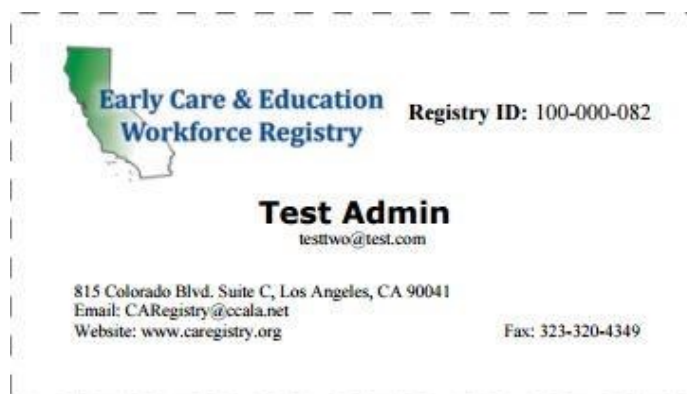 Early Care & Education
Workforce Registry
Registry ID: 100-000-082
Test Admin
testtwo@test.com
815 Colorado Blvd. Suite C, Los Angeles, CA 90041
Email: CARegistry@ccala.net
Website: www.caregistry.org
Fax: 323-320-4349